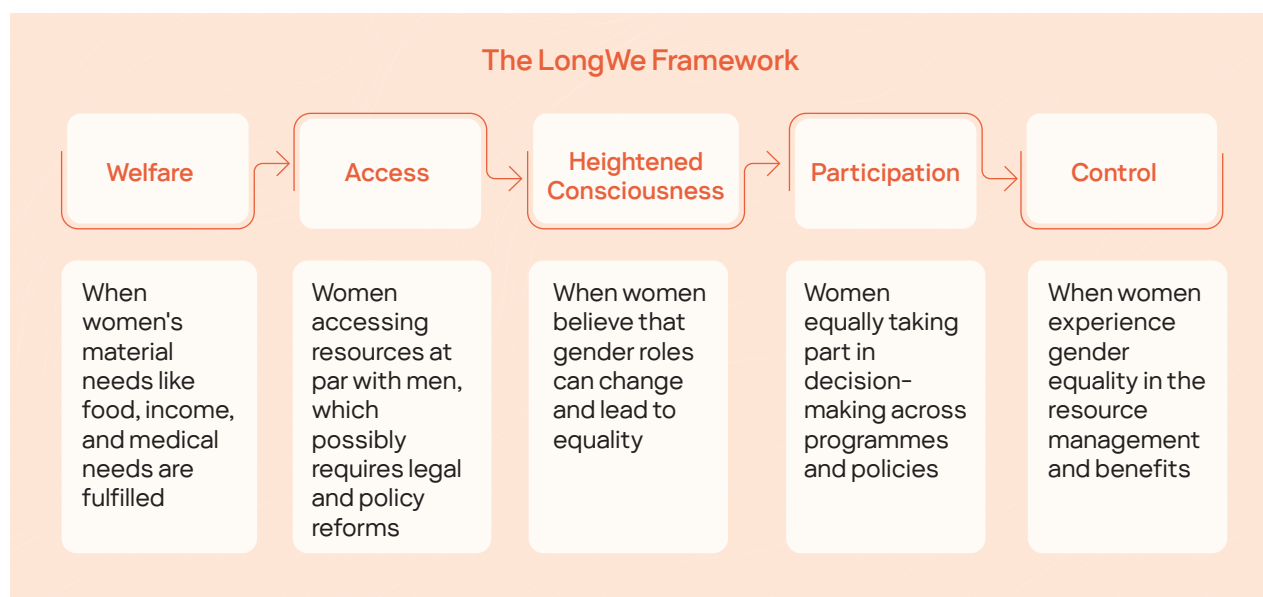 The LongWe Framework
Welfare
Access
Heightened
Consciousness
Participation
Control
When
women's
material
needs like
food, income,
and medical
needs are
fulfilled
Women
accessing
resources at
par with men,
which
possibly
requires legal
and policy
reforms
When women
believe that
gender roles
can change
and lead to
equality
Women
equally taking
part in
decision-
making across
programmes
and policies
When women
experience
gender
equality in the
resource
management
and benefits